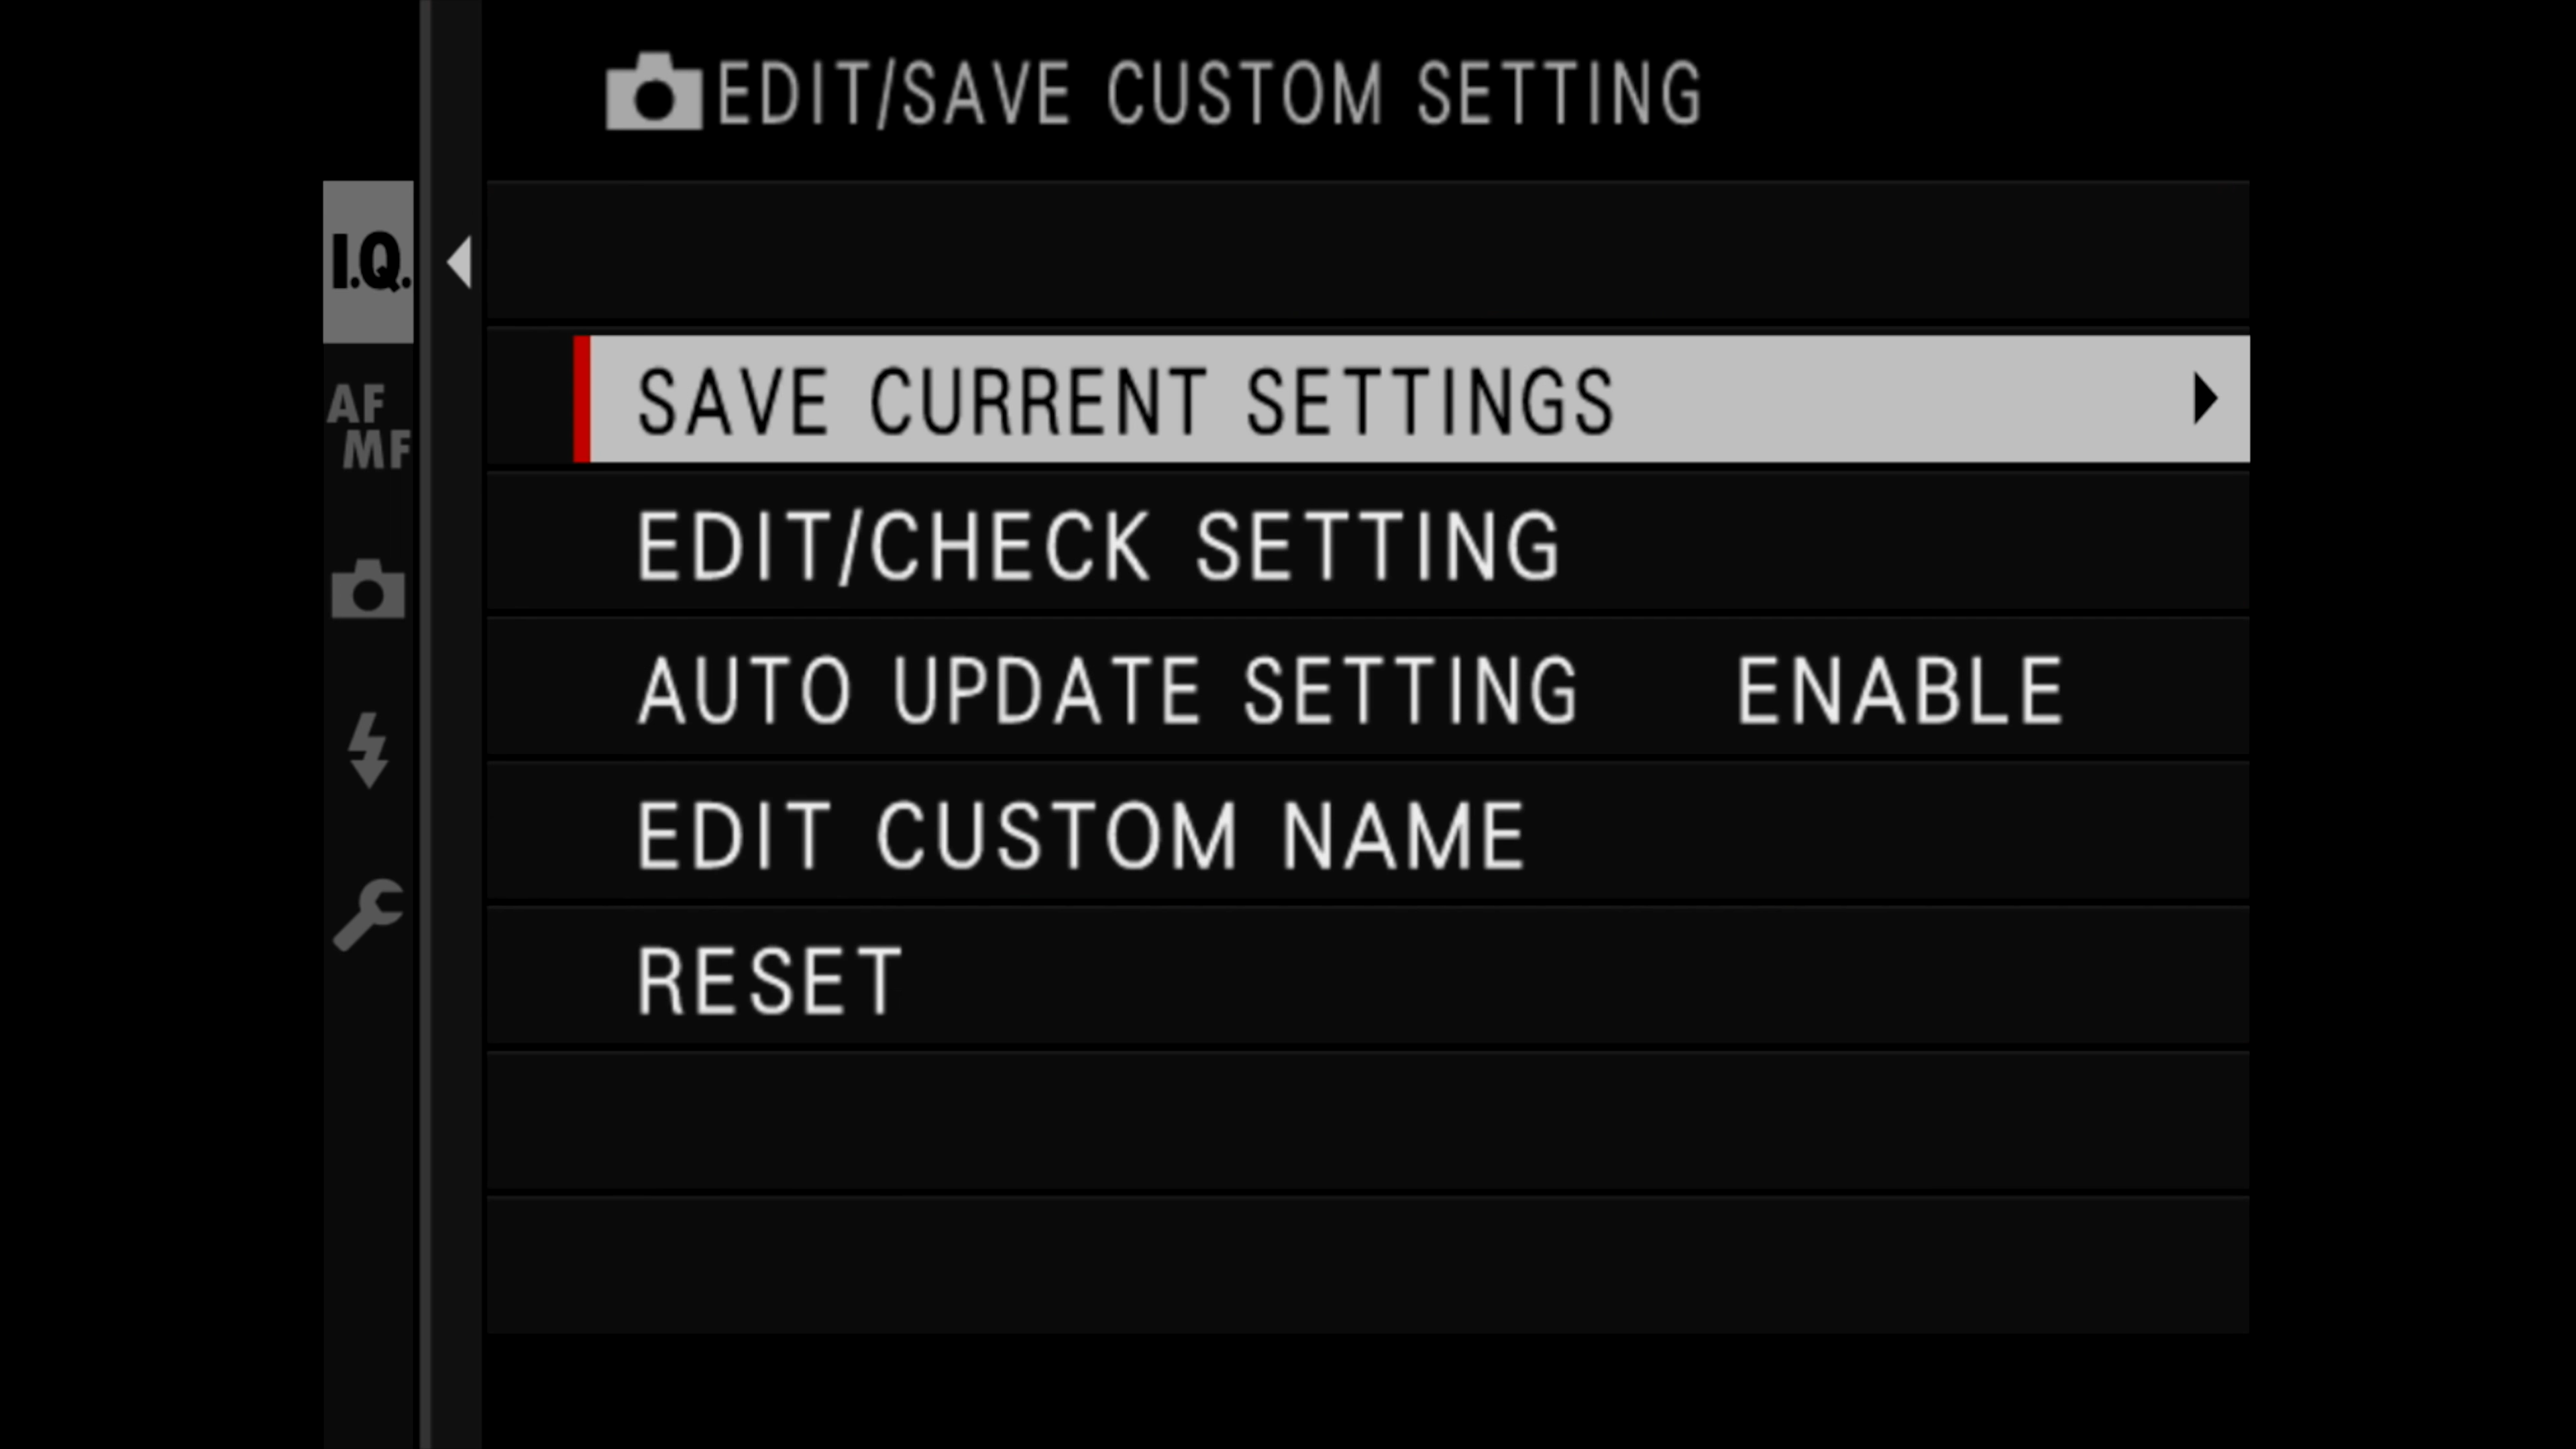 EDIT/SAVE CUSTOM SETTING
I.Q.
AF
MF
SAVE CURRENT SETTINGS
EDIT/CHECK SETTING
AUTO UPDATE SETTING ENABLE
EDIT CUSTOM NAME
RESET